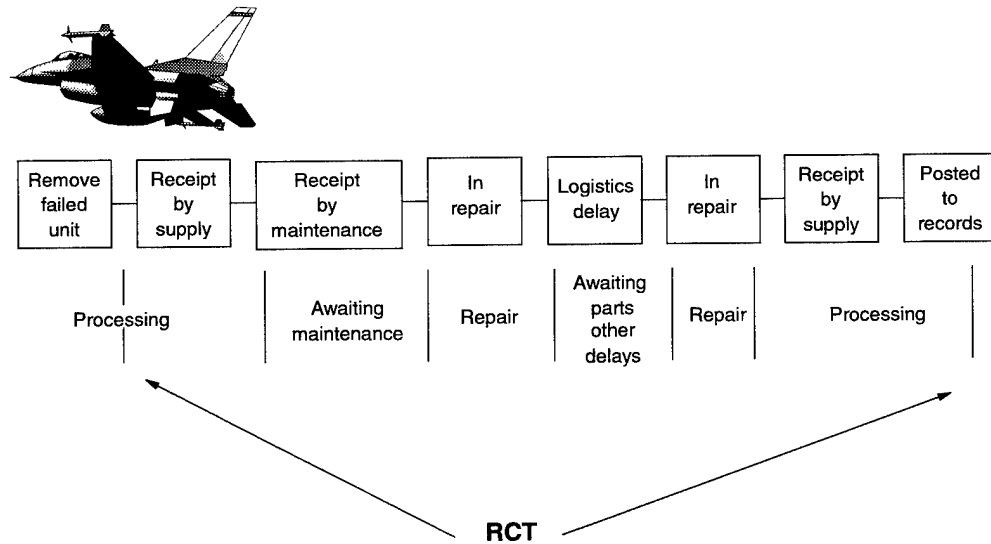 Remove
failed
unit
Receipt
by
supply
Receipt
by
maintenance
In
repair
Logistics
delay
In
repair
Receipt
by
supply
Posted
to
records
Processing
Awaiting
maintenance
Repair
Awaiting
parts
other
delays
Repair
Processing
RCT